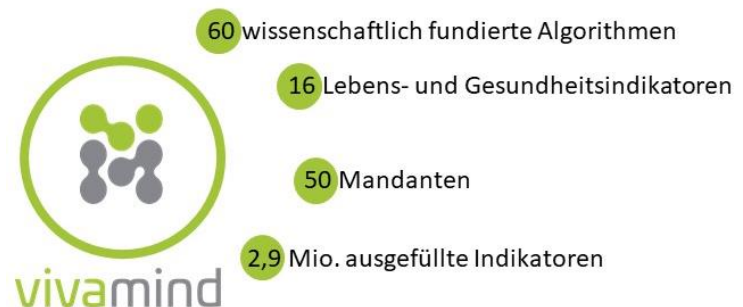 60 wissenschaftlich fundierte Algorithmen
16 Lebens- und Gesundheitsindikatoren
50 Mandanten
2,9 Mio. ausgefüllte Indikatoren
vivamind